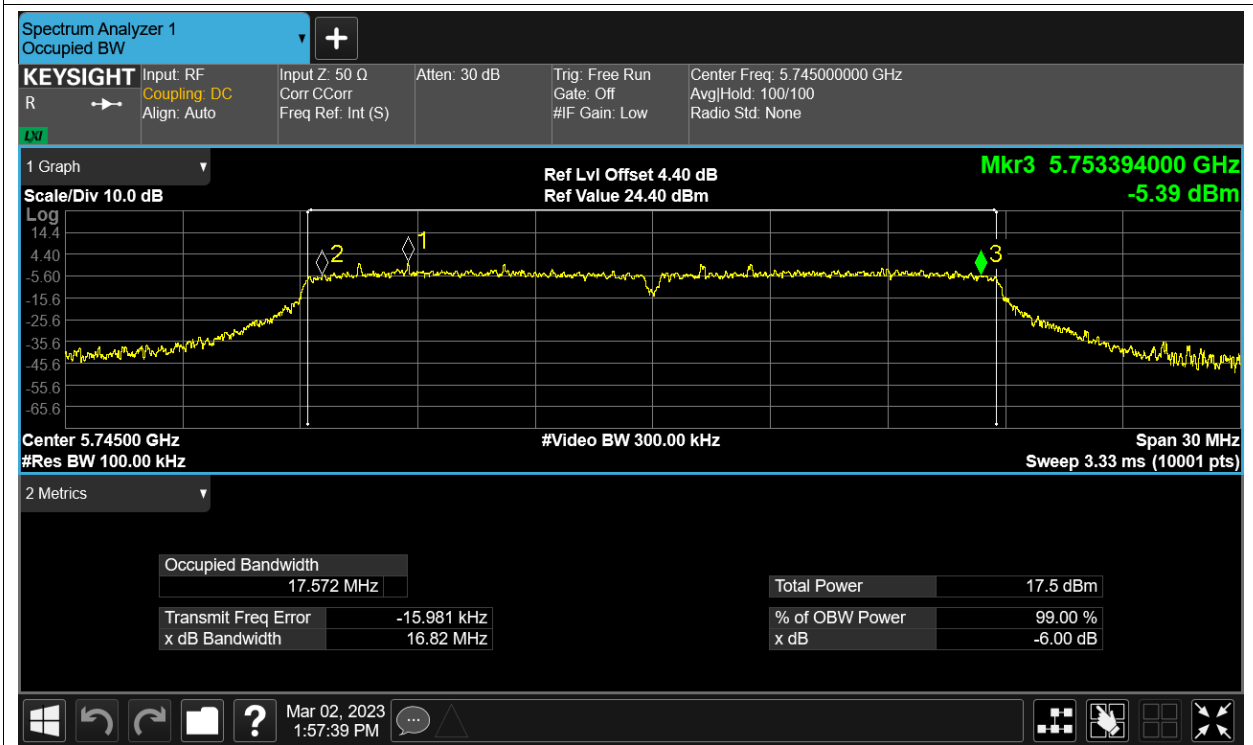 Spectrum Analyzer 1
Occupied BW
KEYSIGHT
R
LXI
Input: RF
Coupling: DC
Align: Auto
Input Z: 50 Ω
Corr CCorr
Freq Ref: Int (S)
Atten: 30 dB
Trig: Free Run
Gate: Off
#IF Gain: Low
Center Freq: 5.745000000 GHz
Avg|Hold: 100/100
Radio Std: None
1 Graph
Scale/Div 10.0 dB
Ref Lvl Offset 4.40 dB
Ref Value 24.40 dBm
Mkr3 5.753394000 GHz
-5.39 dBm
Log
14.4
4.40
-5.60
-15.6
-25.6
-35.6
-45.6
-55.6
-65.6
2
1
3
Center 5.74500 GHz
#Res BW 100.00 kHz
#Video BW 300.00 kHz
Span 30 MHz
Sweep 3.33 ms (10001 pts)
2 Metrics
Occupied Bandwidth
17.572 MHz
Transmit Freq Error -15.981 kHz
x dB Bandwidth 16.82 MHz
Total Power 17.5 dBm
% of OBW Power 99.00 %
x dB -6.00 dB
?
Mar 02, 2023
1:57:39 PM